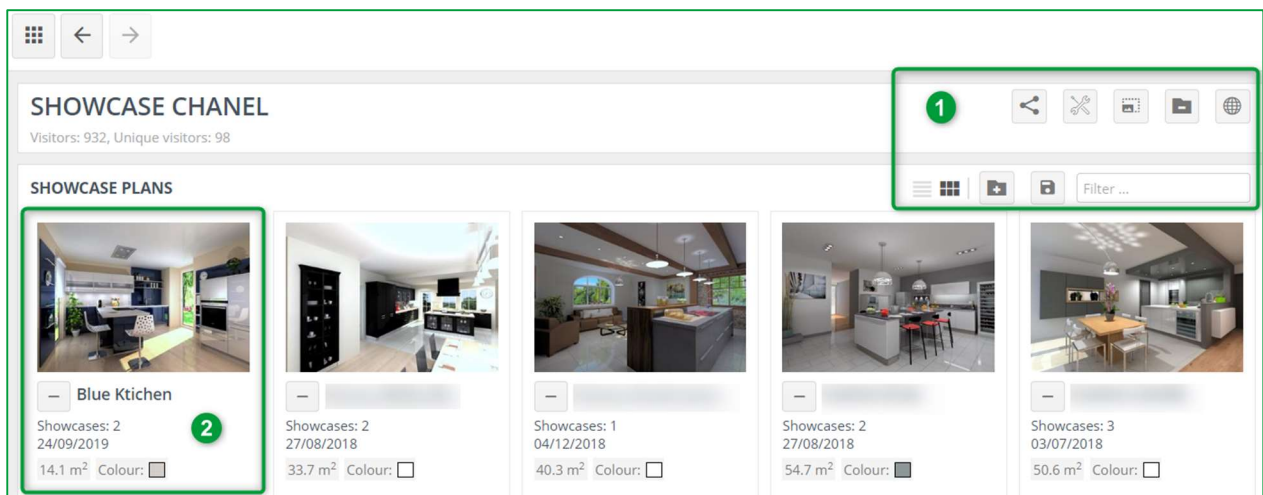 SHOWCASE CHANEL
Visitors: 932, Unique visitors: 98
1
SHOWCASE PLANS
Filter ...
Blue Ktichen
Showcases: 2
24/09/2019
2
14.1 m² Colour:
Showcases: 2
27/08/2018
33.7 m² Colour:
Showcases: 1
04/12/2018
40.3 m² Colour:
Showcases: 2
27/08/2018
54.7 m² Colour:
Showcases: 3
03/07/2018
50.6 m² Colour: